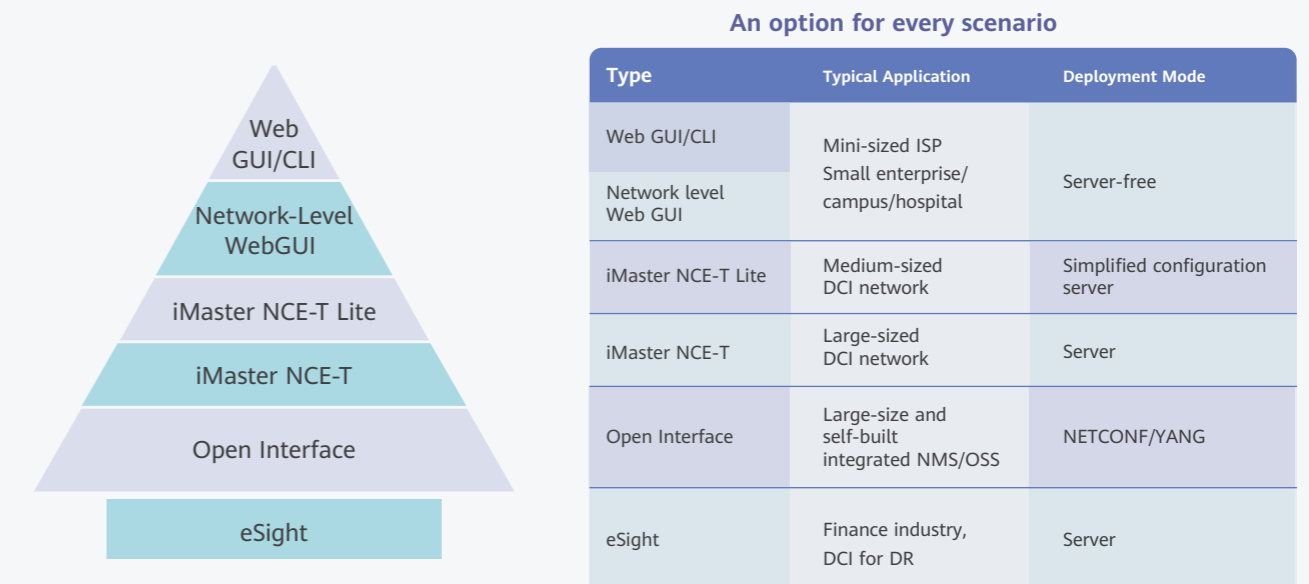 An option for every scenario
Web
GUI/CLI
Network-Level
WebGUI
iMaster NCE-T Lite
iMaster NCE-T
Open Interface
eSight
Type
Typical Application
Deployment Mode
Web GUI/CLI
Network level
Web GUI
Mini-sized ISP
Small enterprise/
campus/hospital
Server-free
iMaster NCE-T Lite
Medium-sized
DCI network
Simplified configuration
server
iMaster NCE-T
Large-sized
DCI network
Server
Open Interface
Large-size and
self-built
integrated NMS/OSS
NETCONF/YANG
eSight
Finance industry,
DCI for DR
Server